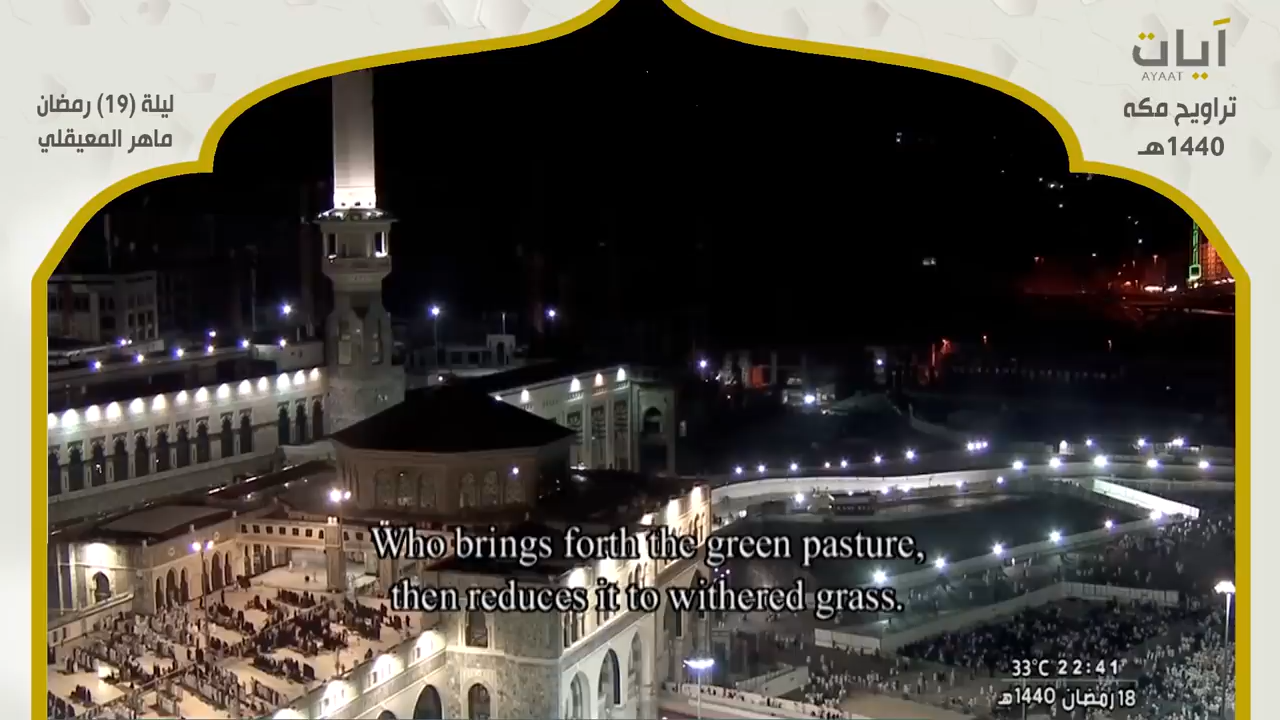 آيات
AYAAT
تراويح مكه
1440هـ
ليلة (19) رمضان
ماهر المعيقلي
Who brings forth the green pasture,
then reduces it to withered grass.
33°C 22:41
18 رمضان 1440هـ